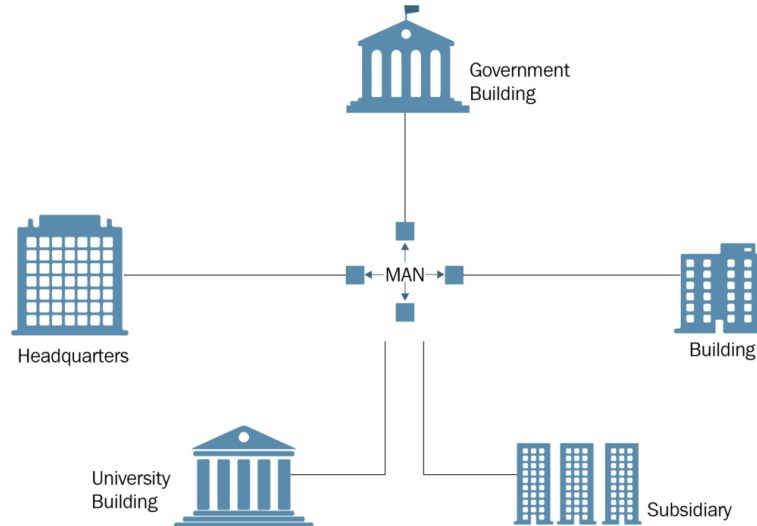 Government
Building
MAN
Headquarters
Building
University
Building
Subsidiary